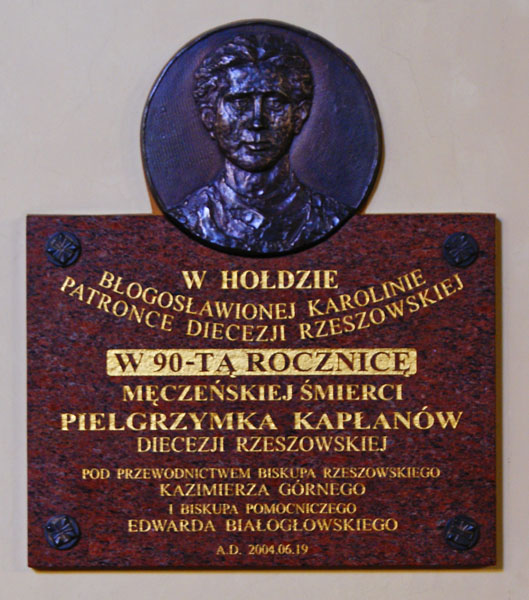 W HOŁDZIE
BŁOGOSŁAWIONEJ KAROLINIE
PATRONCE DIECEZJI RZESZOWSKIEJ
W 90-TĄ ROCZNICĘ
MĘCZEŃSKIEJ ŚMIERCI
PIELGRZYMKA KAPŁANÓW
DIECEZJI RZESZOWSKIEJ
POD PRZEWODNICTWEM BISKUPA RZESZOWSKIEGO
KAZIMIERZA GÓRNEGO
I BISKUPA POMOCNICZEGO
EDWARDA BIAŁOGŁOWSKIEGO
A.D. 2004.06.19